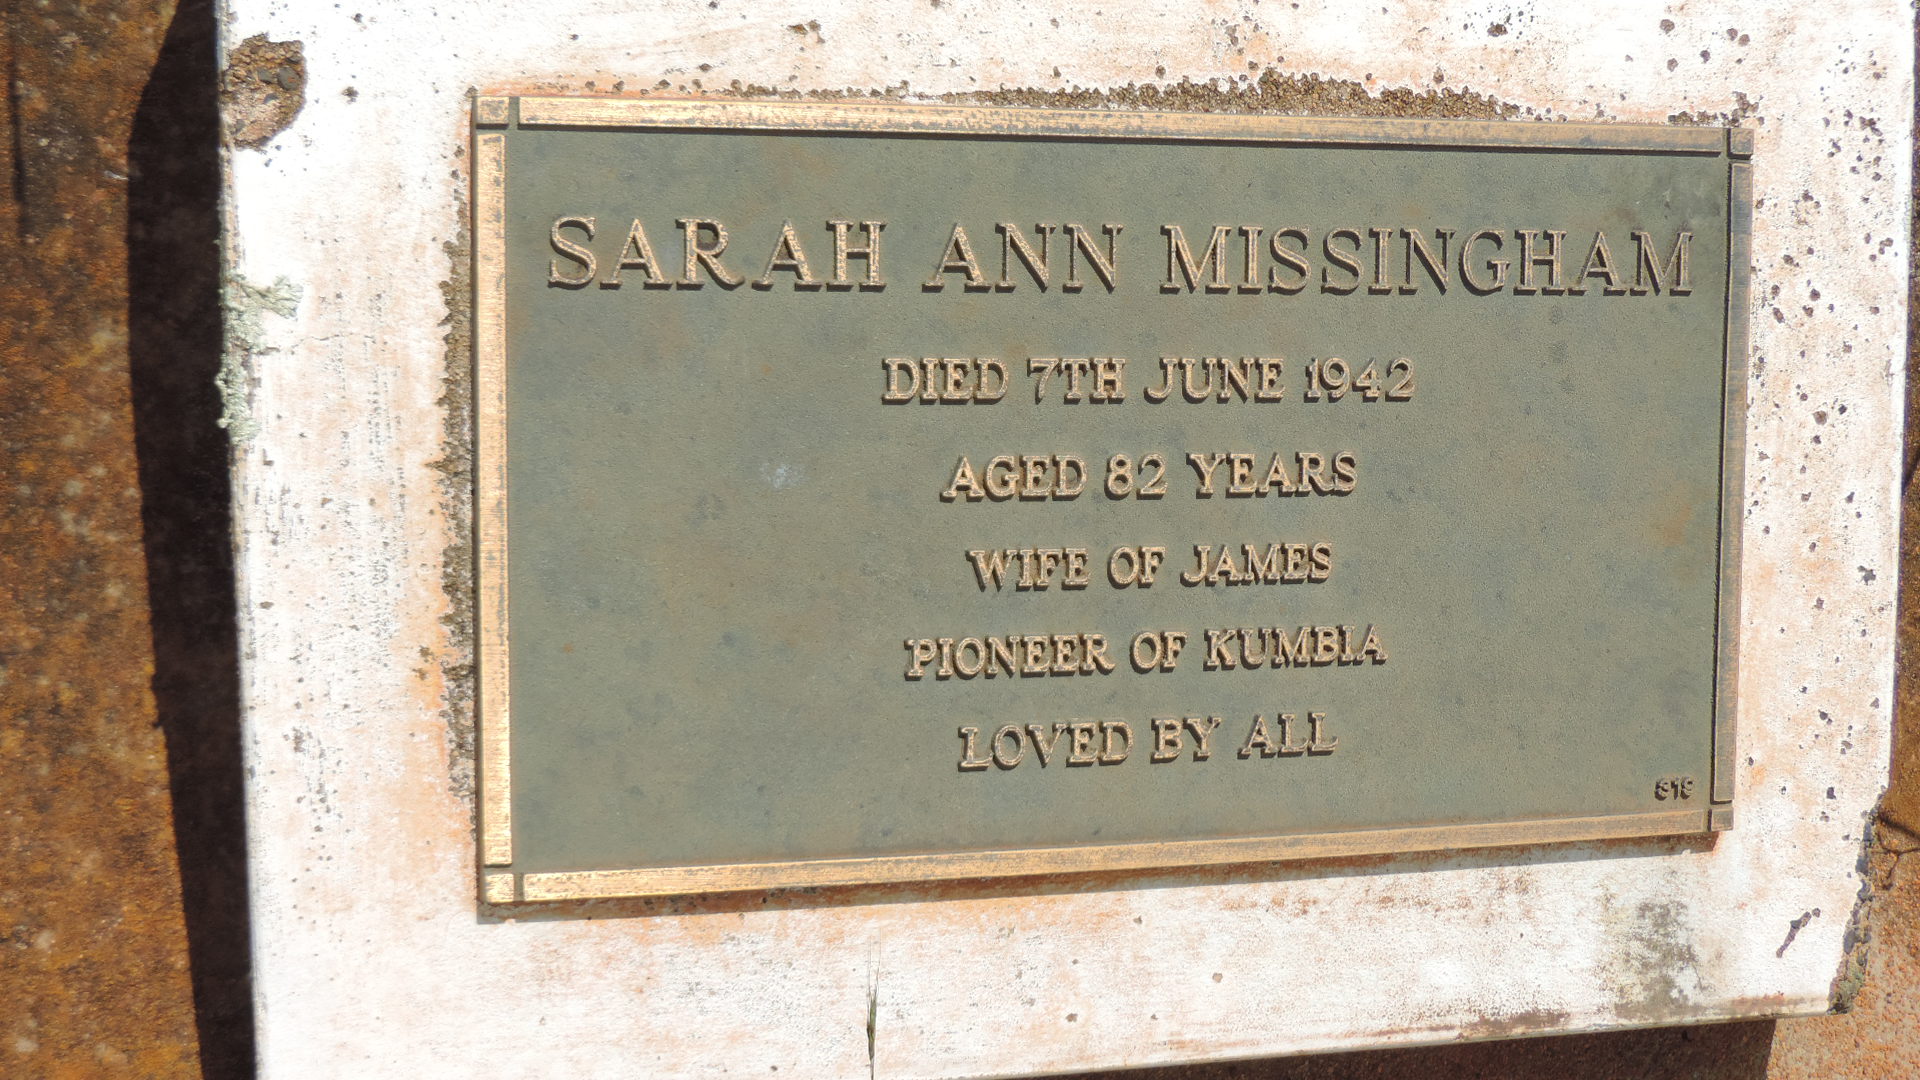 SARAH ANN MISSINGHAM
DIED 7TH JUNE 1942
AGED 82 YEARS
WIFE OF JAMES
PIONEER OF KUMBIA
LOVED BY ALL